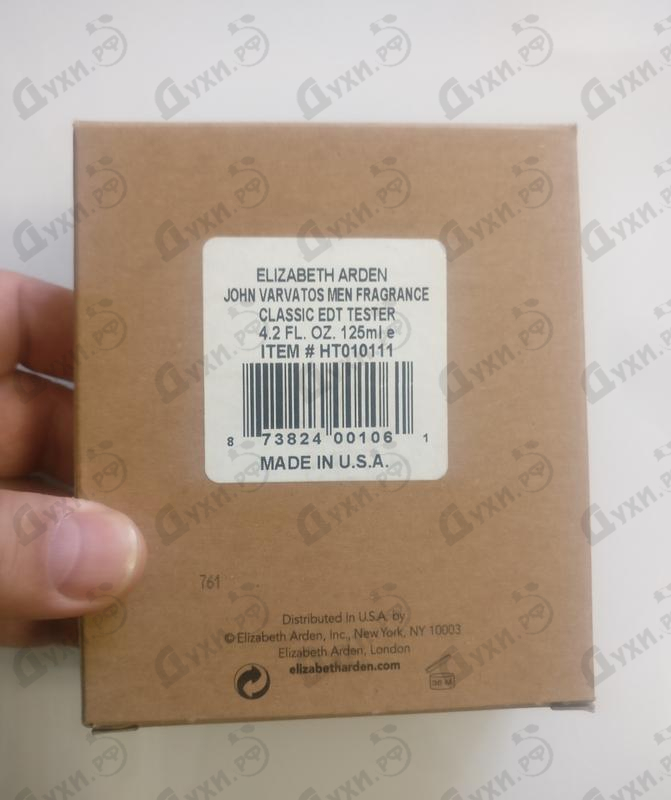 ELIZABETH ARDEN
JOHN VARVATOS MEN FRAGRANCE
CLASSIC EDT TESTER
4.2 FL. OZ. 125ml e
ITEM # HT010111
8 73824 00106 1
MADE IN U.S.A.
761
Distributed in U.S.A. by
© Elizabeth Arden, Inc., New York, NY 10003
Elizabeth Arden, London
elizabetharden.com
36 M
Духи.рф